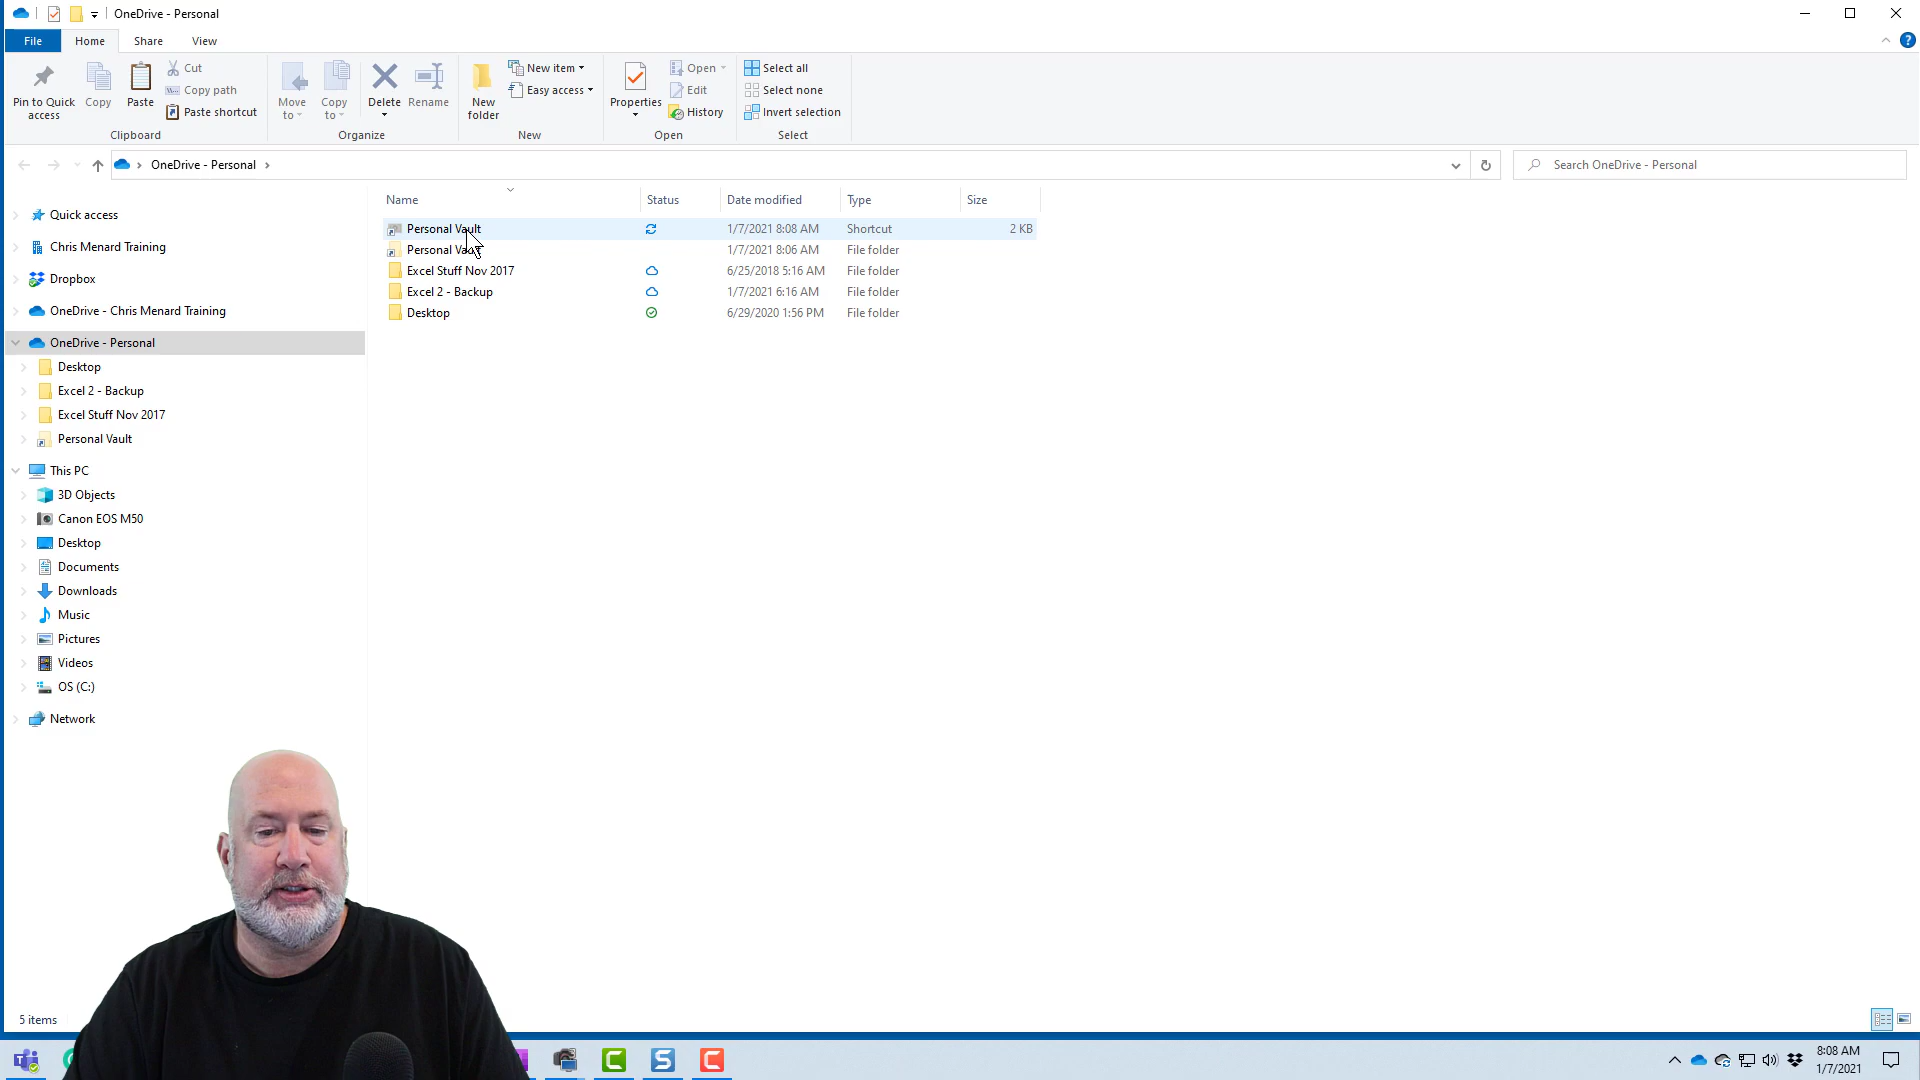 OneDrive - Personal
File Home Share View
Pin to Quick access
Copy
Paste
Cut
Copy path
Paste shortcut
Clipboard
Move to
Copy to
Delete
Rename
Organize
New folder
New item
Easy access
New
Properties
Open
Edit
History
Open
Select all
Select none
Invert selection
Select
OneDrive - Personal
Search OneDrive - Personal
Quick access
Chris Menard Training
Dropbox
OneDrive - Chris Menard Training
OneDrive - Personal
Desktop
Excel 2 - Backup
Excel Stuff Nov 2017
Personal Vault
This PC
3D Objects
Canon EOS M50
Desktop
Documents
Downloads
Music
Pictures
Videos
OS (C:)
Network
Name Status Date modified Type Size
Personal Vault 1/7/2021 8:08 AM Shortcut 2 KB
Personal Vault 1/7/2021 8:06 AM File folder
Excel Stuff Nov 2017 6/25/2018 5:16 AM File folder
Excel 2 - Backup 1/7/2021 6:16 AM File folder
Desktop 6/29/2020 1:56 PM File folder
5 items
8:08 AM
1/7/2021